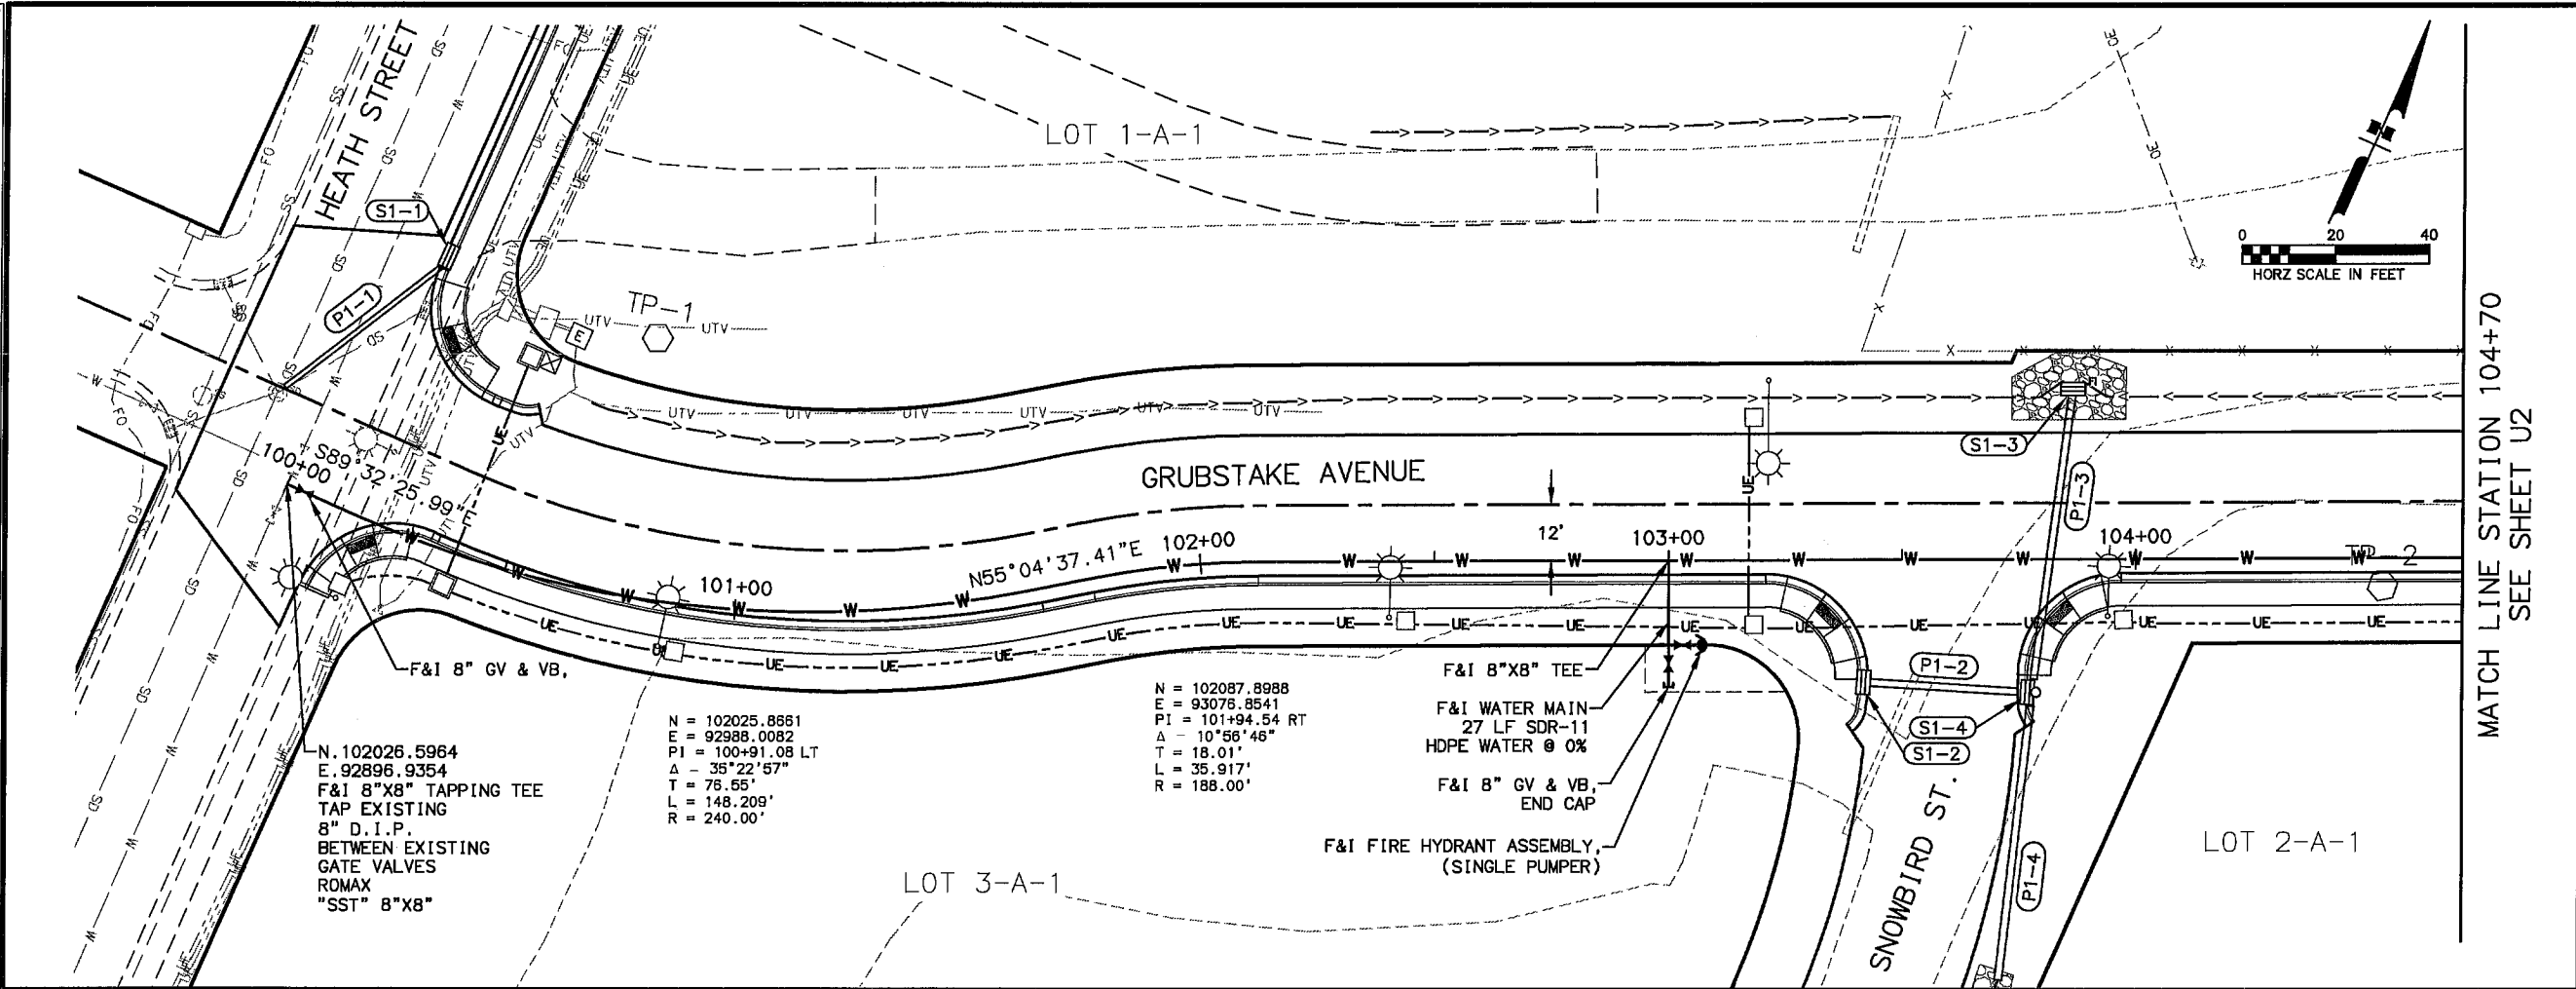 HEATH STREET
S1-1
P1-1
TP-1
E
LOT 1-A-1
0 20 40
HORZ SCALE IN FEET
MATCH LINE STATION 104+70
SEE SHEET U2
GRUBSTAKE AVENUE
S1-3
P1-3
100+00
S89°32'25.99"E
101+00
N55°04'37.41"E
102+00
12'
103+00
104+00
TP-2
F&I 8" GV & VB,
N.102026.5964
E.92896.9354
F&I 8"X8" TAPPING TEE
TAP EXISTING
8" D.I.P.
BETWEEN EXISTING
GATE VALVES
ROMAX
"SST" 8"X8"
N = 102025.8661
E = 92988.0082
PI = 100+91.08 LT
Δ - 35°22'57"
T = 76.55'
L = 148.209'
R = 240.00'
N = 102087.8988
E = 93076.8541
PI = 101+94.54 RT
Δ - 10°56'46"
T = 18.01'
L = 35.917'
R = 188.00'
F&I 8"X8" TEE
F&I WATER MAIN
27 LF SDR-11
HDPE WATER @ 0%
F&I 8" GV & VB,
END CAP
F&I FIRE HYDRANT ASSEMBLY,
(SINGLE PUMPER)
P1-2
S1-4
S1-2
SNOWBIRD ST.
P1-4
LOT 3-A-1
LOT 2-A-1